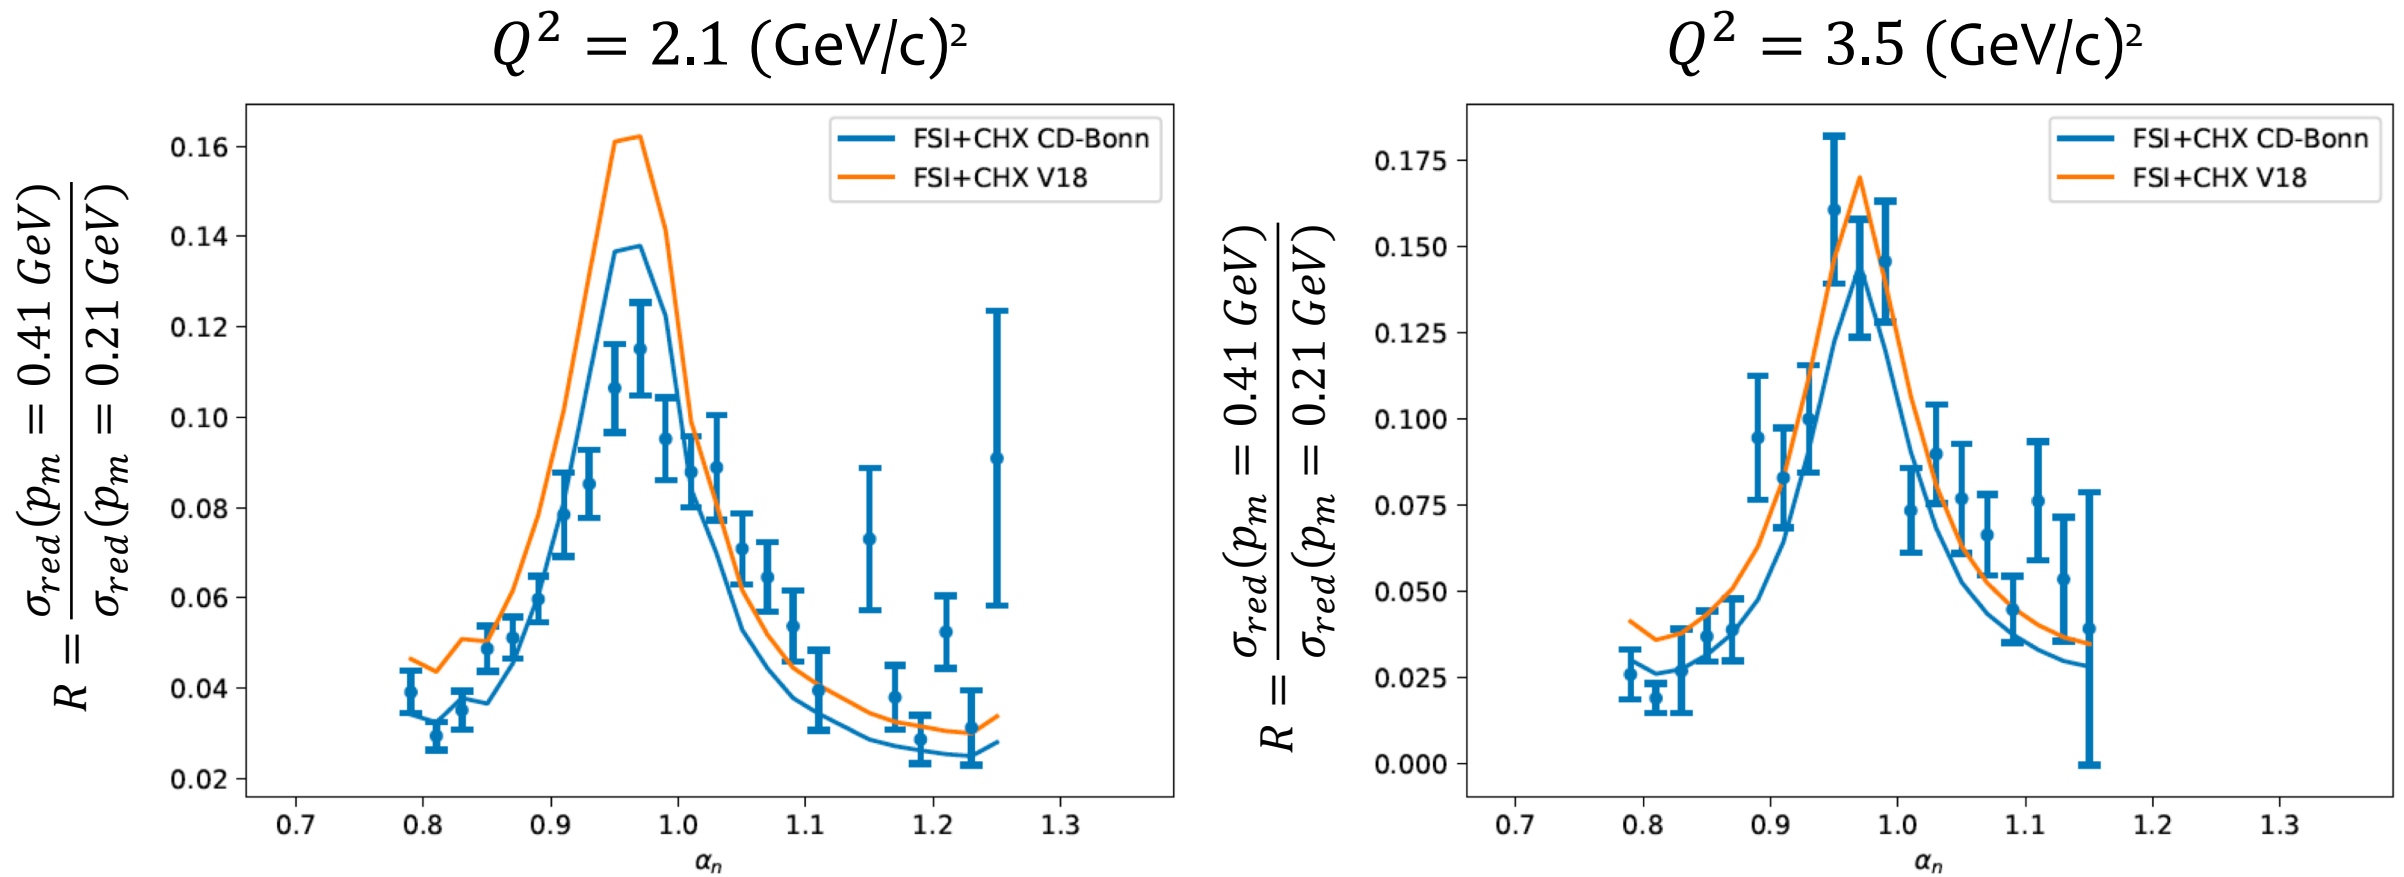 Q² = 2.1 (GeV/c)²
R = σ_red(p_m = 0.41 GeV) / σ_red(p_m = 0.21 GeV)
0.16
0.14
0.12
0.10
0.08
0.06
0.04
0.02
FSI+CHX CD-Bonn
FSI+CHX V18
0.7 0.8 0.9 1.0 1.1 1.2 1.3
α_n
Q² = 3.5 (GeV/c)²
R = σ_red(p_m = 0.41 GeV) / σ_red(p_m = 0.21 GeV)
0.175
0.150
0.125
0.100
0.075
0.050
0.025
0.000
FSI+CHX CD-Bonn
FSI+CHX V18
0.7 0.8 0.9 1.0 1.1 1.2 1.3
α_n